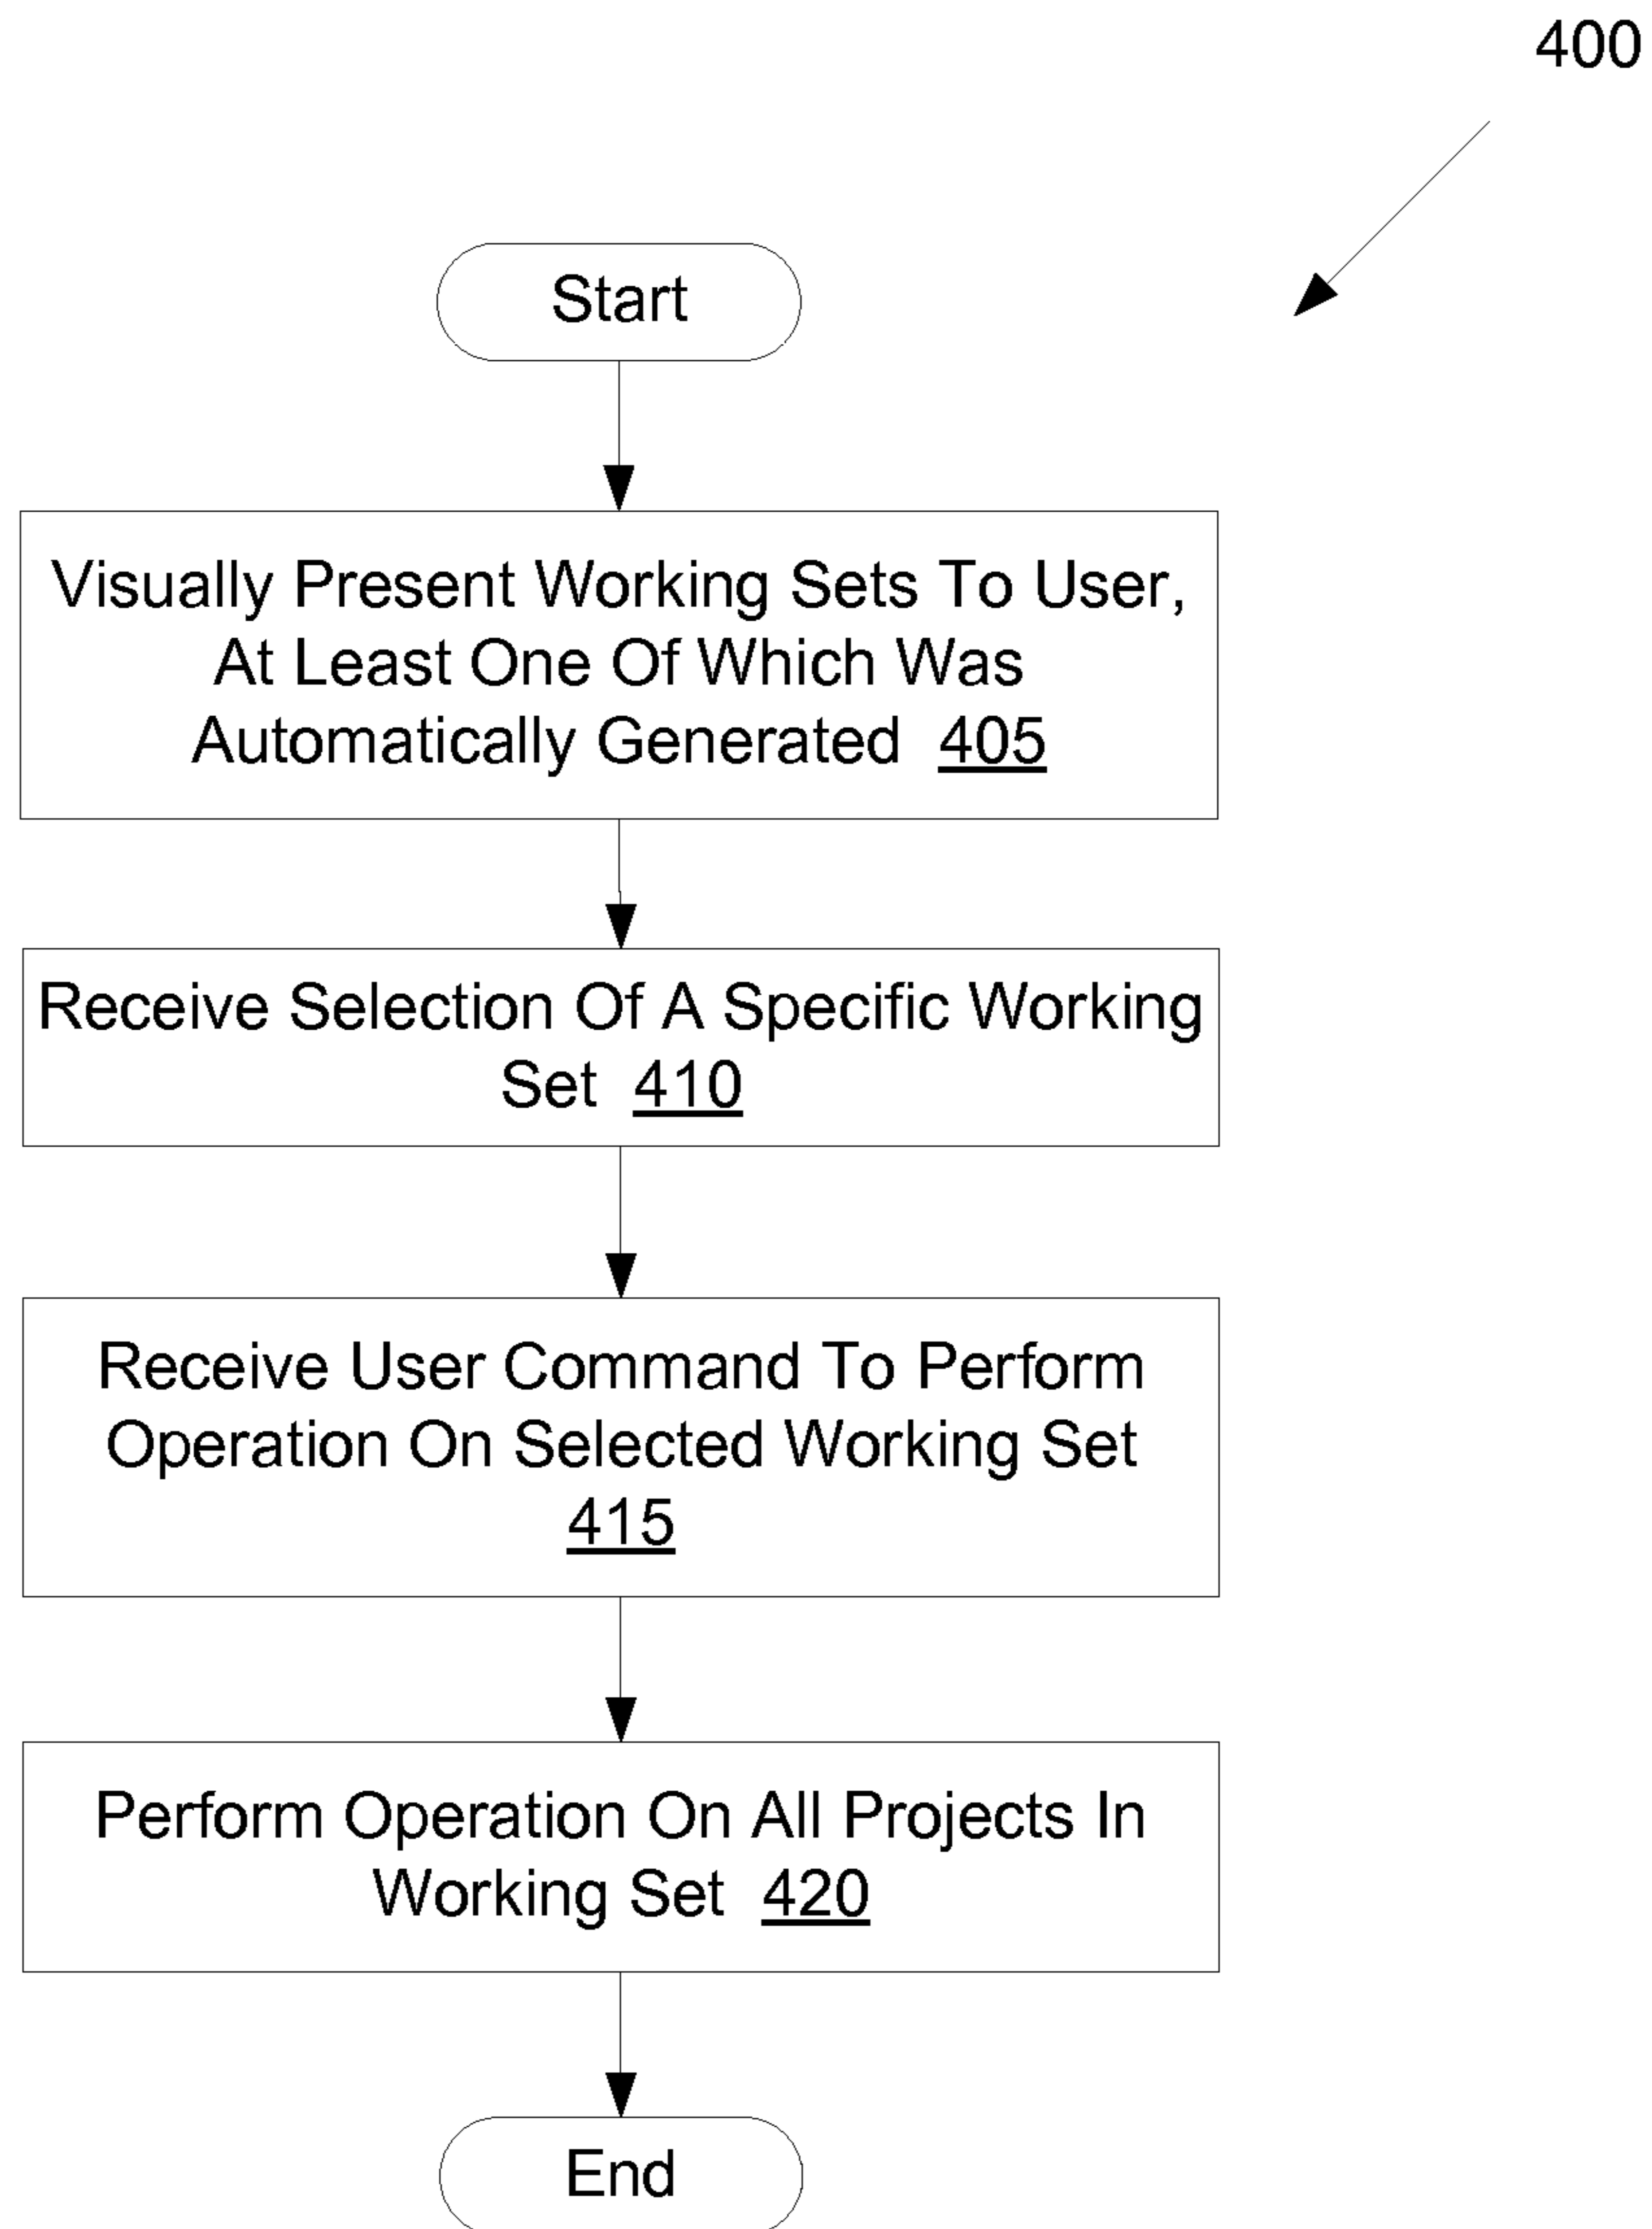 400
Start
Visually Present Working Sets To User,
At Least One Of Which Was
Automatically Generated 405
Receive Selection Of A Specific Working
Set 410
Receive User Command To Perform
Operation On Selected Working Set
415
Perform Operation On All Projects In
Working Set 420
End